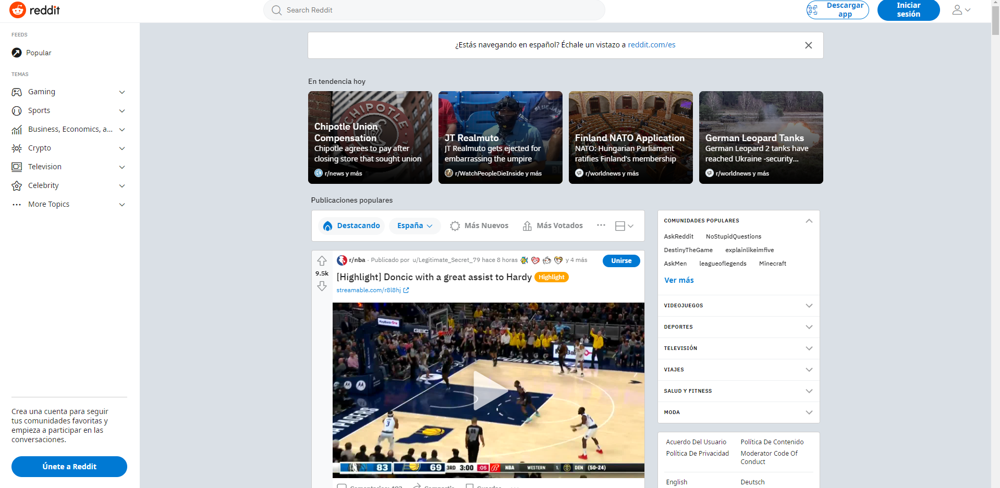 reddit
Search Reddit
Descargar
app
Iniciar
sesión
FEEDS
Popular
TEMAS
Gaming
Sports
Business, Economics, a...
Crypto
Television
Celebrity
More Topics
Crea una cuenta para seguir
tus comunidades favoritas y
empieza a participar en las
conversaciones.
Únete a Reddit
¿Estás navegando en español? Échale un vistazo a reddit.com/es
En tendencia hoy
CHIPOTLE
Chipotle Union
Compensation
Chipotle agrees to pay after
closing store that sought union
r/news y más
JT Realmuto
JT Realmuto gets ejected for
embarrassing the umpire
r/WatchPeopleDieInside y más
Finland NATO Application
NATO: Hungarian Parliament
ratifies Finland's membership
r/worldnews y más
German Leopard Tanks
German Leopard 2 tanks have
reached Ukraine -security...
r/worldnews y más
Publicaciones populares
Destacando
España
Más Nuevos
Más Votados
9.5k
r/nba · Publicado por u/Legitimate_Secret_79 hace 8 horas y 4 más
Unirse
[Highlight] Doncic with a great assist to Hardy Highlight
streamable.com/r8l8hj
GEICO
PACERS
3
83 69 3RD 3:00 :05 NBA WESTERN 1. DEN (50-24)
Comentarios: 403 Compartir Guardar
COMUNIDADES POPULARES
AskReddit NoStupidQuestions
DestinyTheGame explainlikeimfive
AskMen leagueoflegends Minecraft
Ver más
VIDEOJUEGOS
DEPORTES
TELEVISIÓN
VIAJES
SALUD Y FITNESS
MODA
Acuerdo Del Usuario
Política De Privacidad
Política De Contenido
Moderator Code Of
Conduct
English
Deutsch